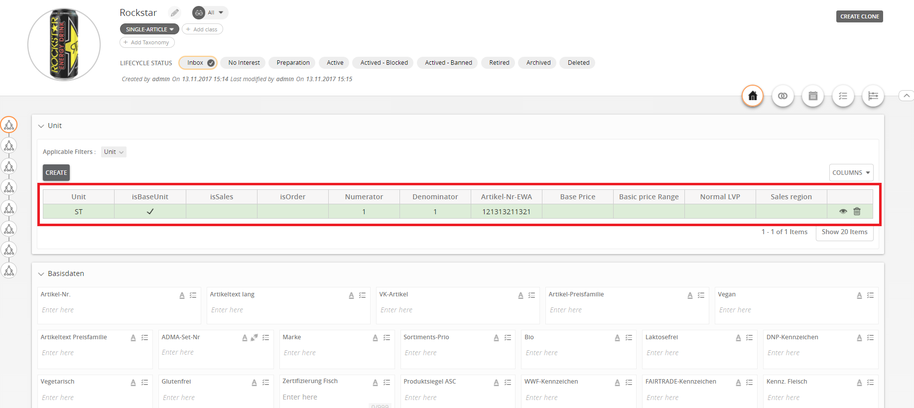 Rockstar
All
CREATE CLONE
SINGLE-ARTICLE
+ Add class
+ Add Taxonomy
LIFECYCLE STATUS Inbox No Interest Preparation Active Actived - Blocked Actived - Banned Retired Archived Deleted
Created by admin On 13.11.2017 15:14 Last modified by admin On 13.11.2017 15:15
ROCKSTAR
ENERGY DRINK
Unit
Applicable Filters : Unit
CREATE
COLUMNS
Unit isBaseUnit isSales isOrder Numerator Denominator Artikel-Nr-EWA Base Price Basic price Range Normal LVP Sales region
ST 1 1 121313211321
1 - 1 of 1 Items Show 20 Items
Basisdaten
Artikel-Nr. Artikeltext lang VK-Artikel Artikel-Preisfamilie Vegan
Enter here Enter here Enter here Enter here Enter here
Artikeltext Preisfamilie ADMA-Set-Nr Marke Sortiments-Prio Bio Laktosefrei DNP-Kennzeichen
Enter here Enter here Enter here Enter here Enter here Enter here Enter here
Vegetarisch Glutenfrei Zertifizierung Fisch Produktsiegel ASC WWF-Kennzeichen FAIRTRADE-Kennzeichen Kennz. Fleisch
Enter here Enter here Enter here Enter here Enter here Enter here Enter here